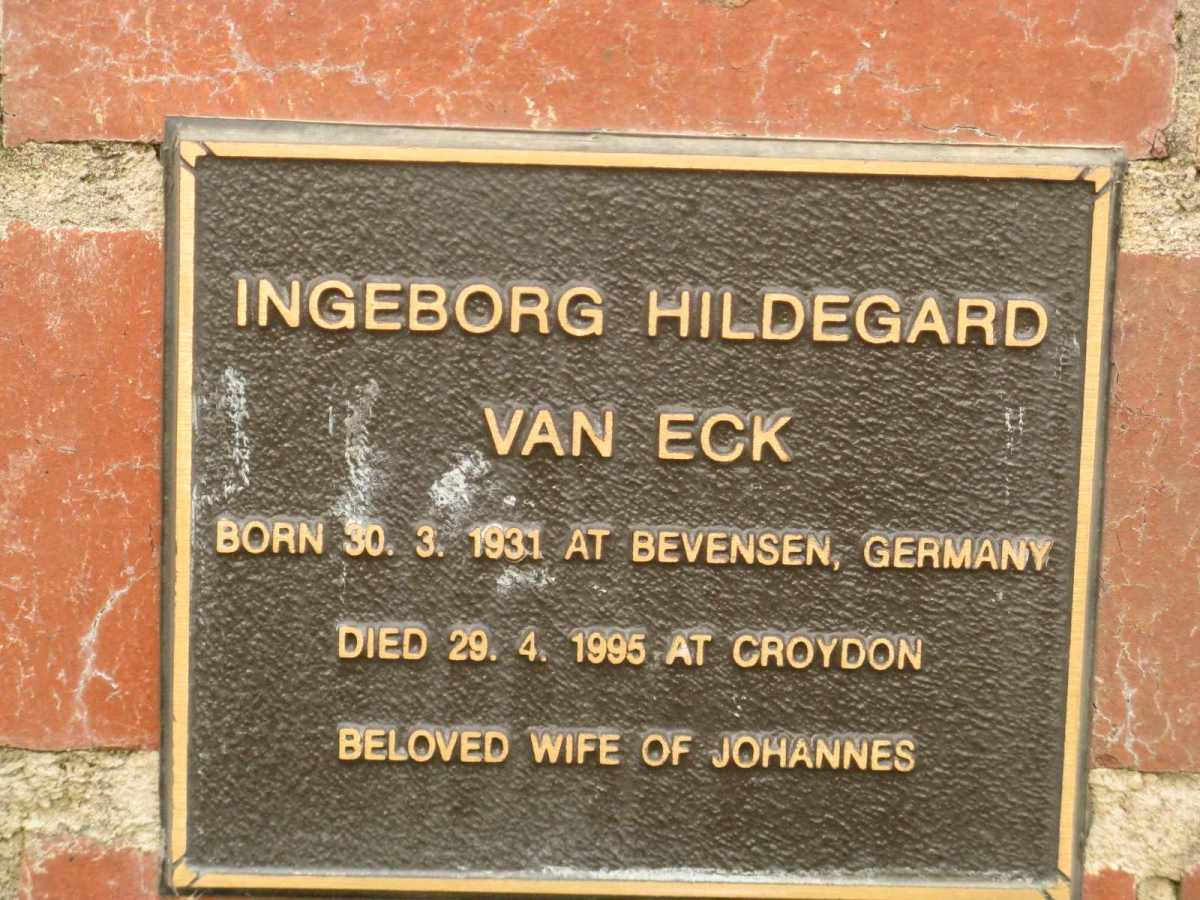 INGEBORG HILDEGARD
VAN ECK
BORN 30. 3. 1931 AT BEVENSEN, GERMANY
DIED 29. 4. 1995 AT CROYDON
BELOVED WIFE OF JOHANNES